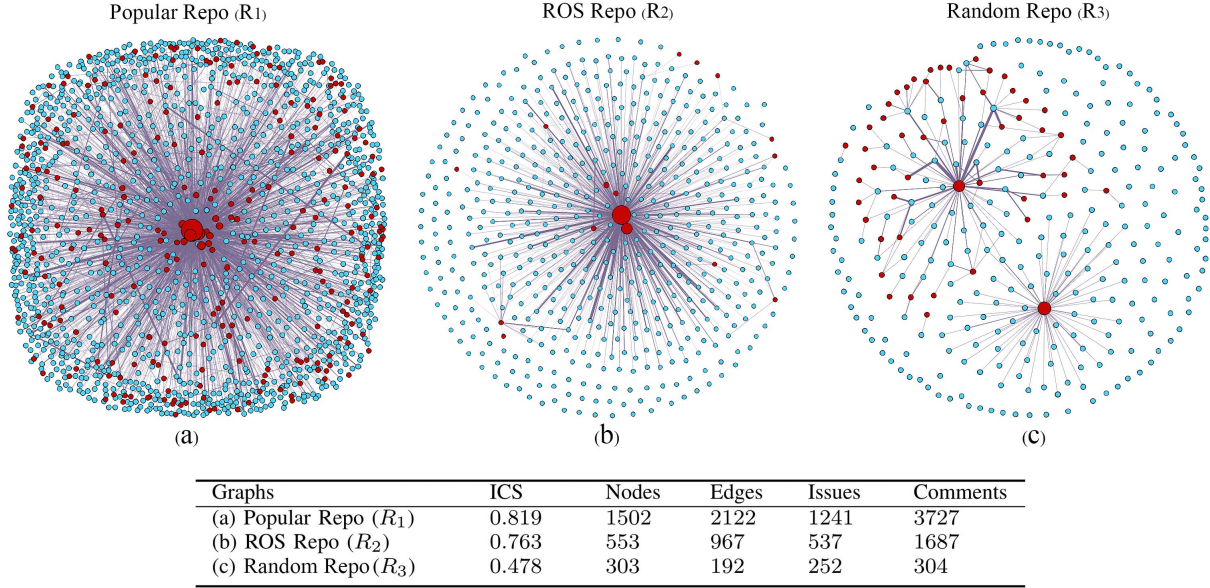 Popular Repo (R1) ROS Repo (R2) Random Repo (R3)
(a) (b) (c)
Graphs ICS Nodes Edges Issues Comments
(a) Popular Repo (R1) 0.819 1502 2122 1241 3727
(b) ROS Repo (R2) 0.763 553 967 537 1687
(c) Random Repo(R3) 0.478 303 192 252 304